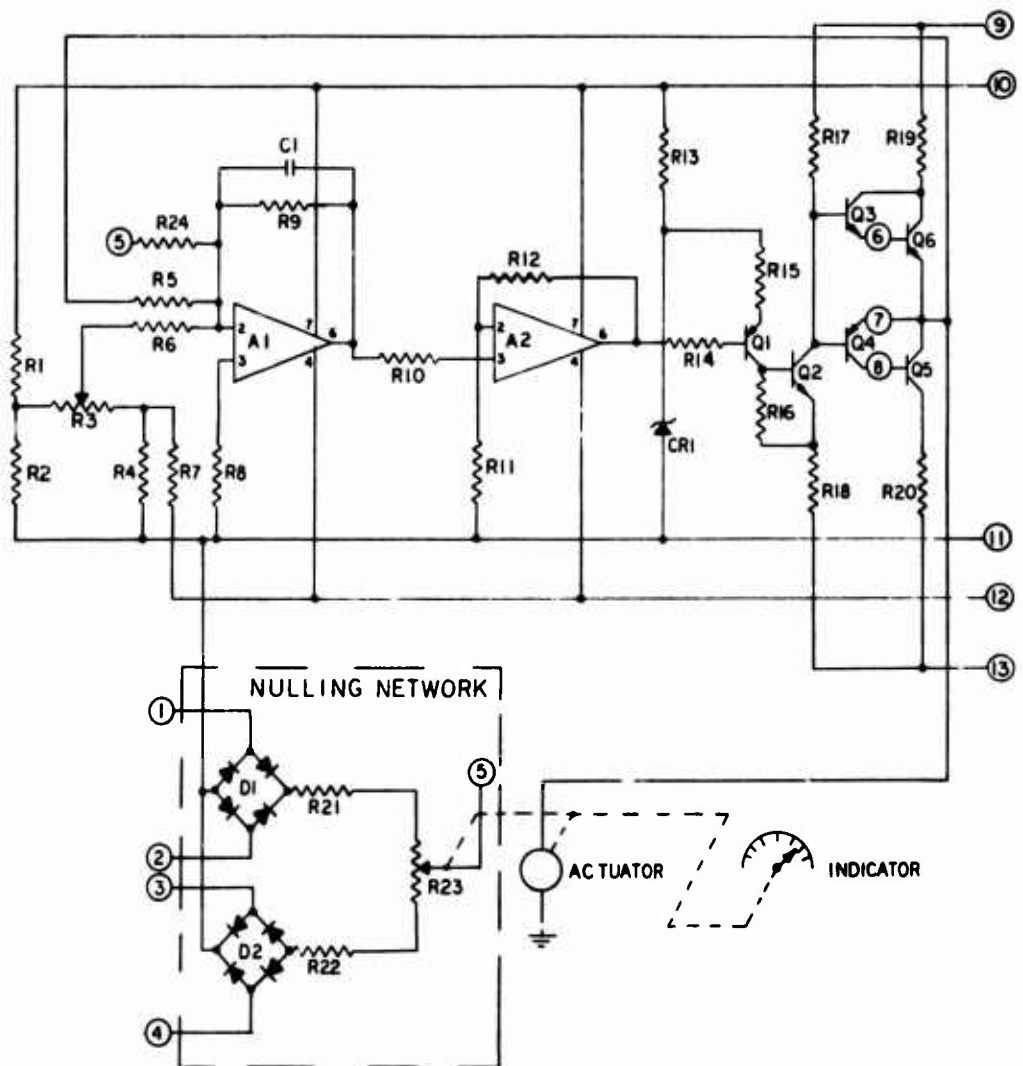 9
10
C1
R17
R19
R13
R9
R24
5
Q3
6
Q6
R12
R15
R5
7
R6
2
A1
7
6
2
A2
7
6
Q1
Q4
R1
3
4
R10
3
4
R14
Q2
8
Q5
R3
R16
R2
R4
R7
R8
R11
CR1
R18
R20
11
12
13
NULLING NETWORK
1
5
D1
R21
2
R23
ACTUATOR
INDICATOR
3
D2
R22
4